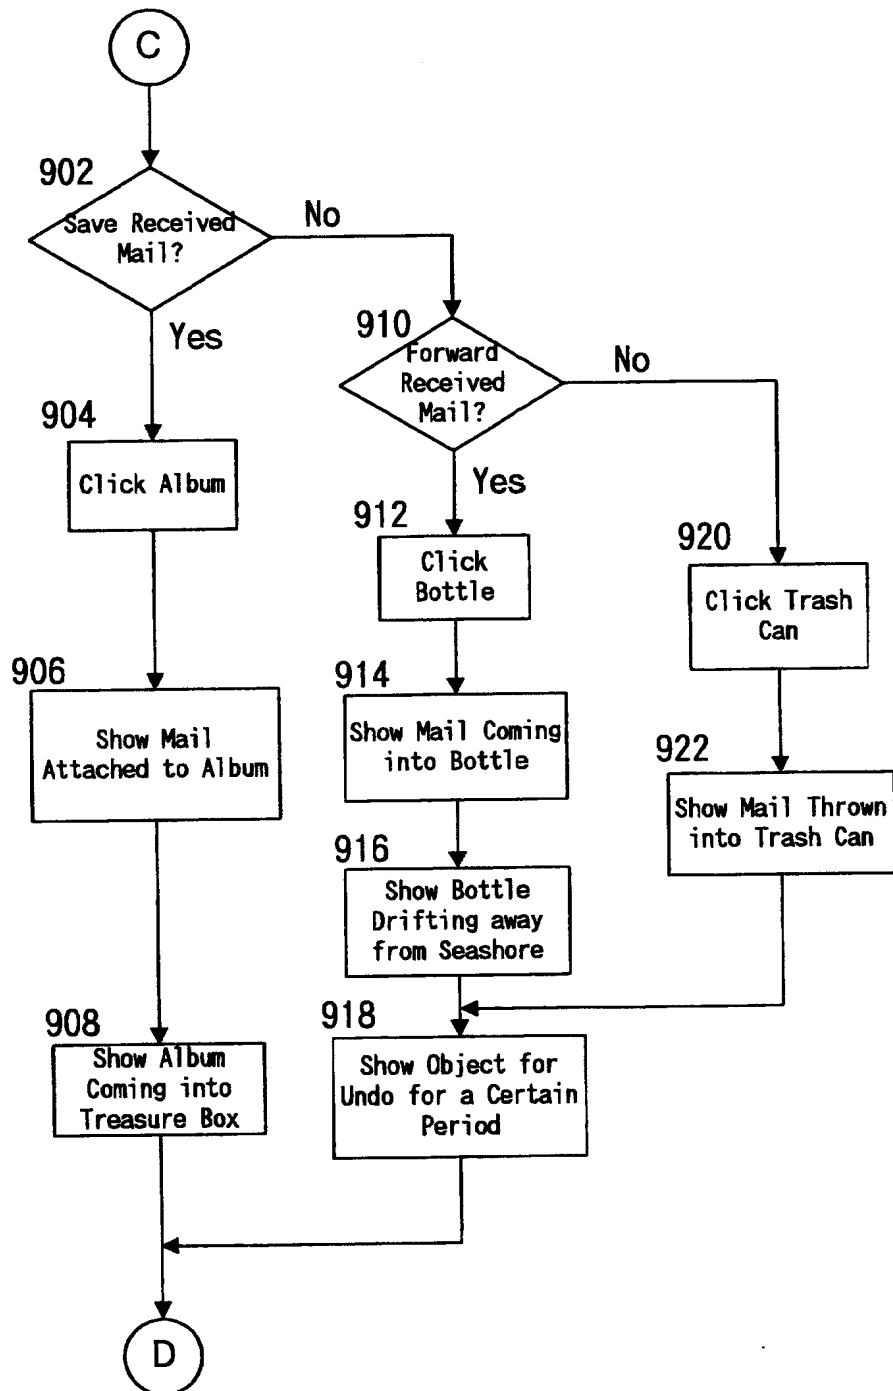 C
902
Save Received
Mail?
No
Yes
910
Forward
Received
Mail?
No
Yes
904
Click Album
912
Click
Bottle
920
Click Trash
Can
906
Show Mail
Attached to Album
914
Show Mail Coming
into Bottle
922
Show Mail Thrown
into Trash Can
916
Show Bottle
Drifting away
from Seashore
908
Show Album
Coming into
Treasure Box
918
Show Object for
Undo for a Certain
Period
D